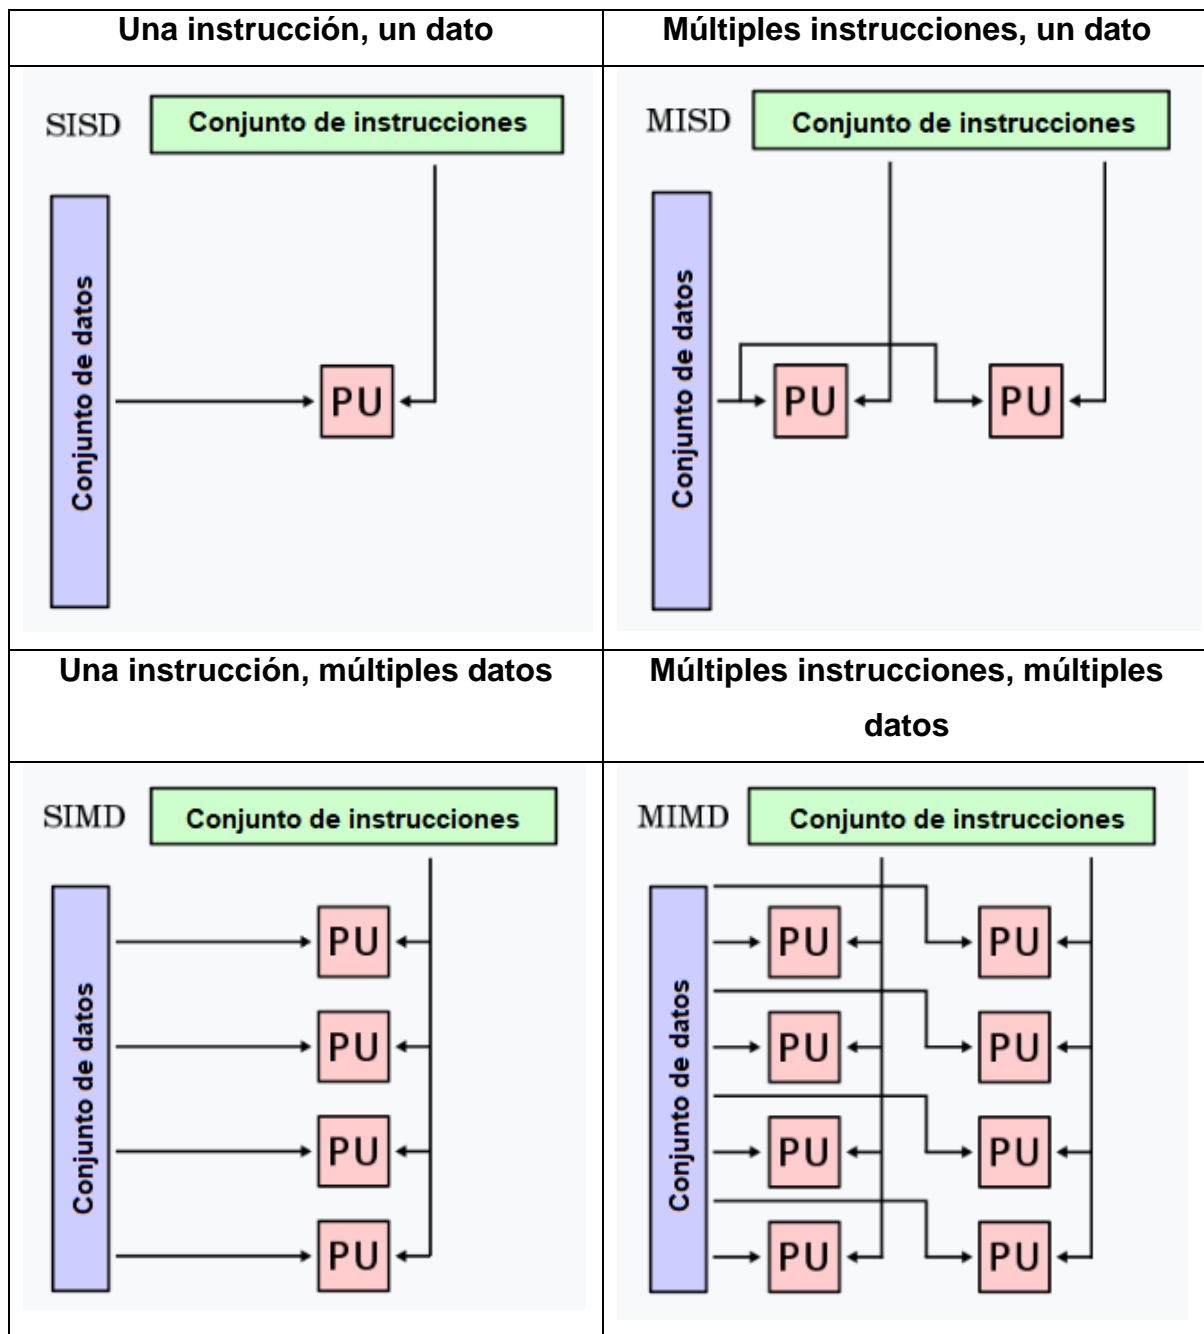 Una instrucción, un dato
Múltiples instrucciones, un dato
SISD
Conjunto de instrucciones
Conjunto de datos
PU
MISD
Conjunto de instrucciones
Conjunto de datos
PU
PU
Una instrucción, múltiples datos
Múltiples instrucciones, múltiples
datos
SIMD
Conjunto de instrucciones
Conjunto de datos
PU
PU
PU
PU
MIMD
Conjunto de instrucciones
Conjunto de datos
PU
PU
PU
PU
PU
PU
PU
PU